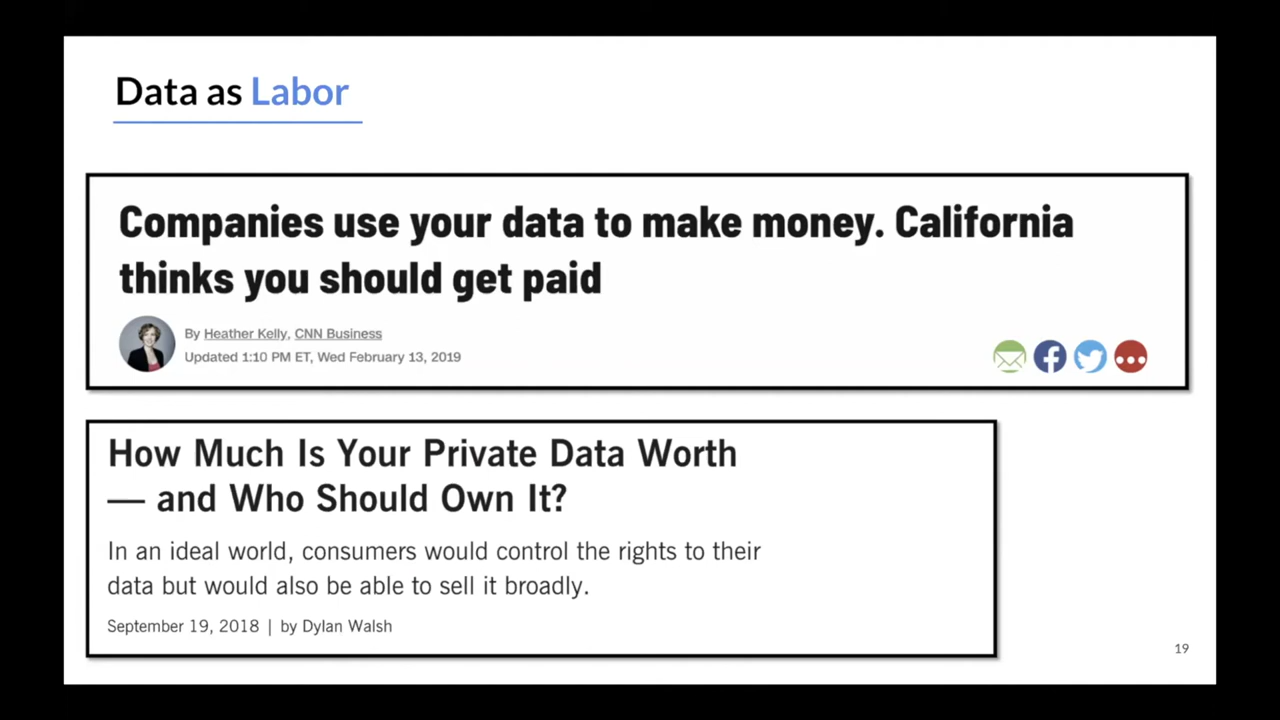 Data as Labor
Companies use your data to make money. California
thinks you should get paid
By Heather Kelly, CNN Business
Updated 1:10 PM ET, Wed February 13, 2019
How Much Is Your Private Data Worth
— and Who Should Own It?
In an ideal world, consumers would control the rights to their
data but would also be able to sell it broadly.
September 19, 2018 | by Dylan Walsh
19